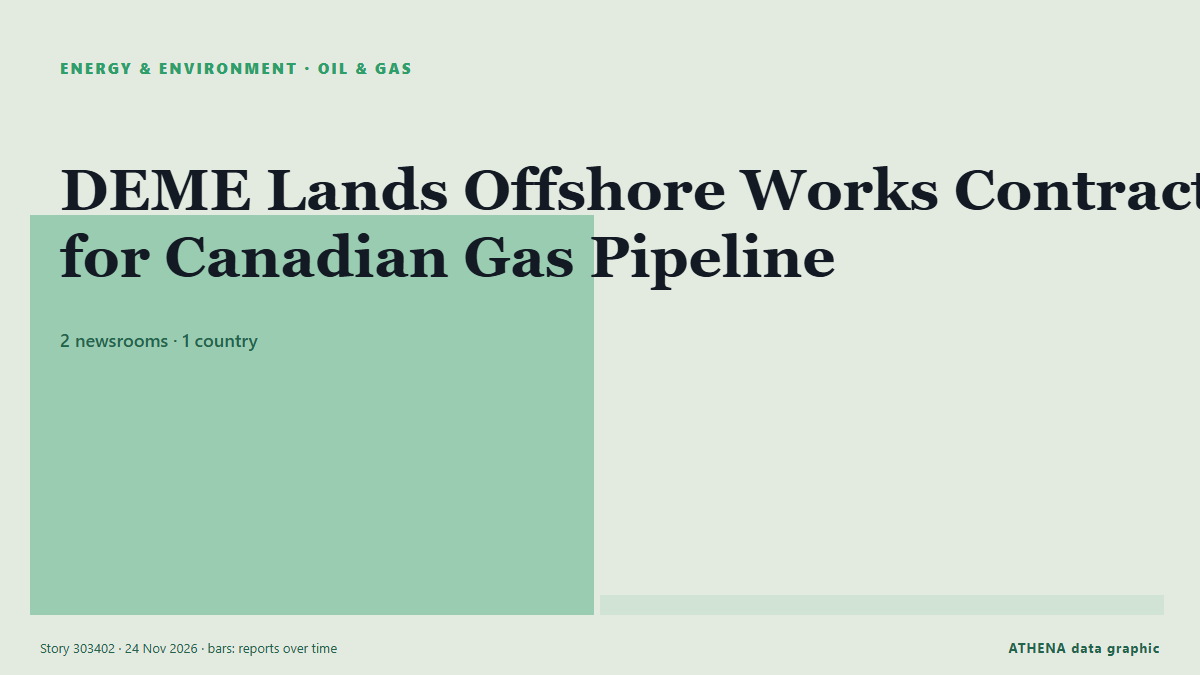 ENERGY & ENVIRONMENT · OIL & GAS
DEME Lands Offshore Works Contract
for Canadian Gas Pipeline
2 newsrooms · 1 country
Story 303402 · 24 Nov 2026 · bars: reports over time
ATHENA data graphic